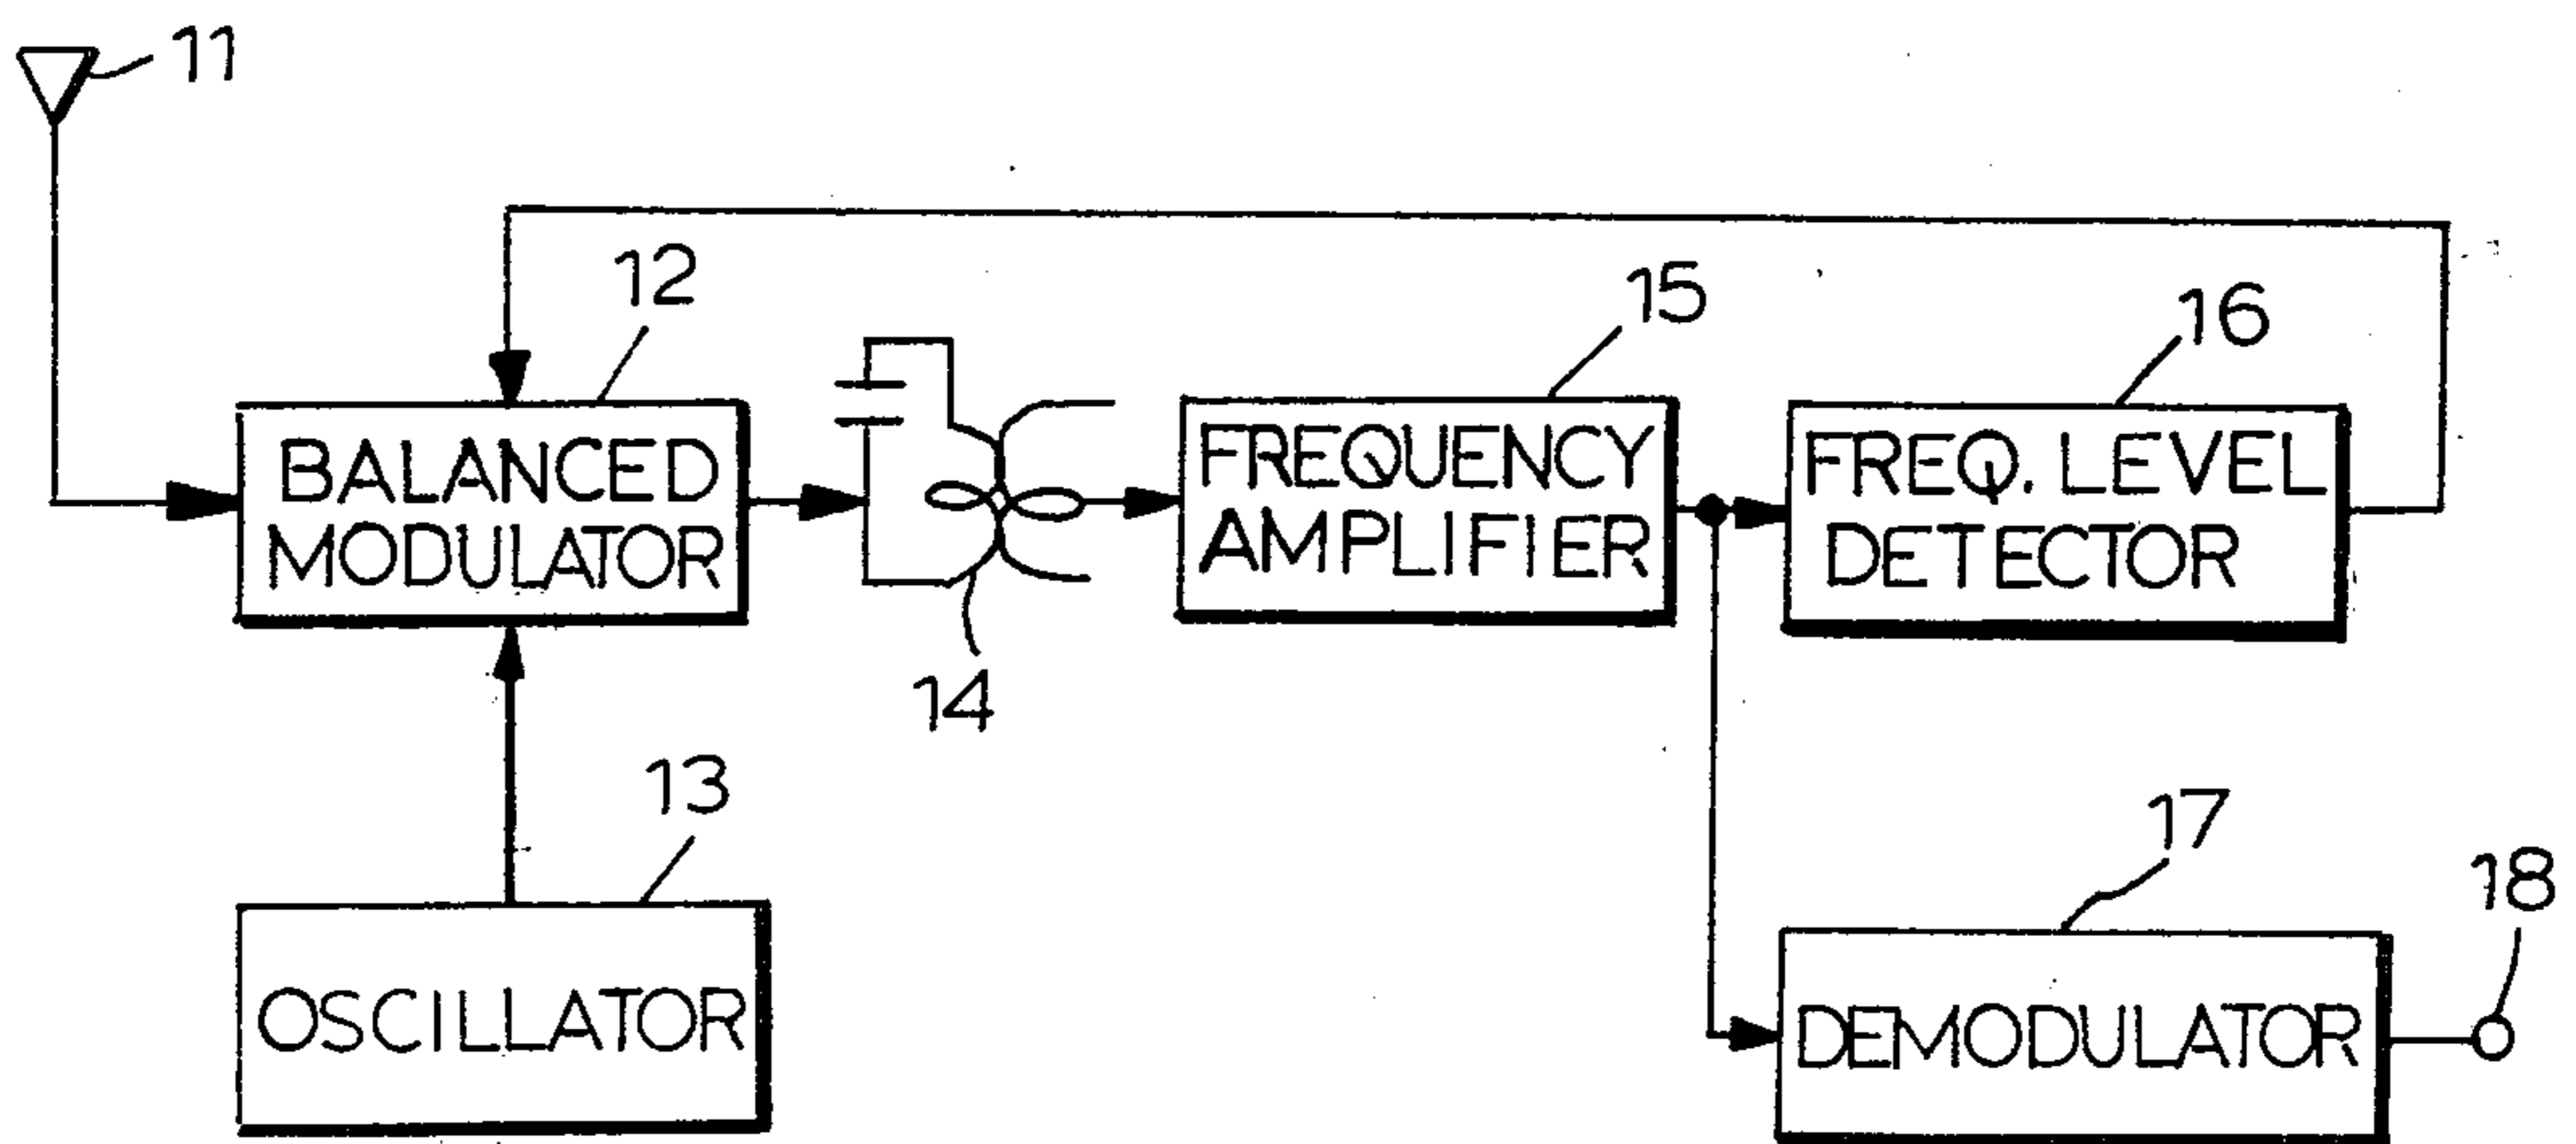 11
12
15
16
BALANCED
MODULATOR
FREQUENCY
AMPLIFIER
FREQ. LEVEL
DETECTOR
14
13
17
18
OSCILLATOR
DEMODULATOR